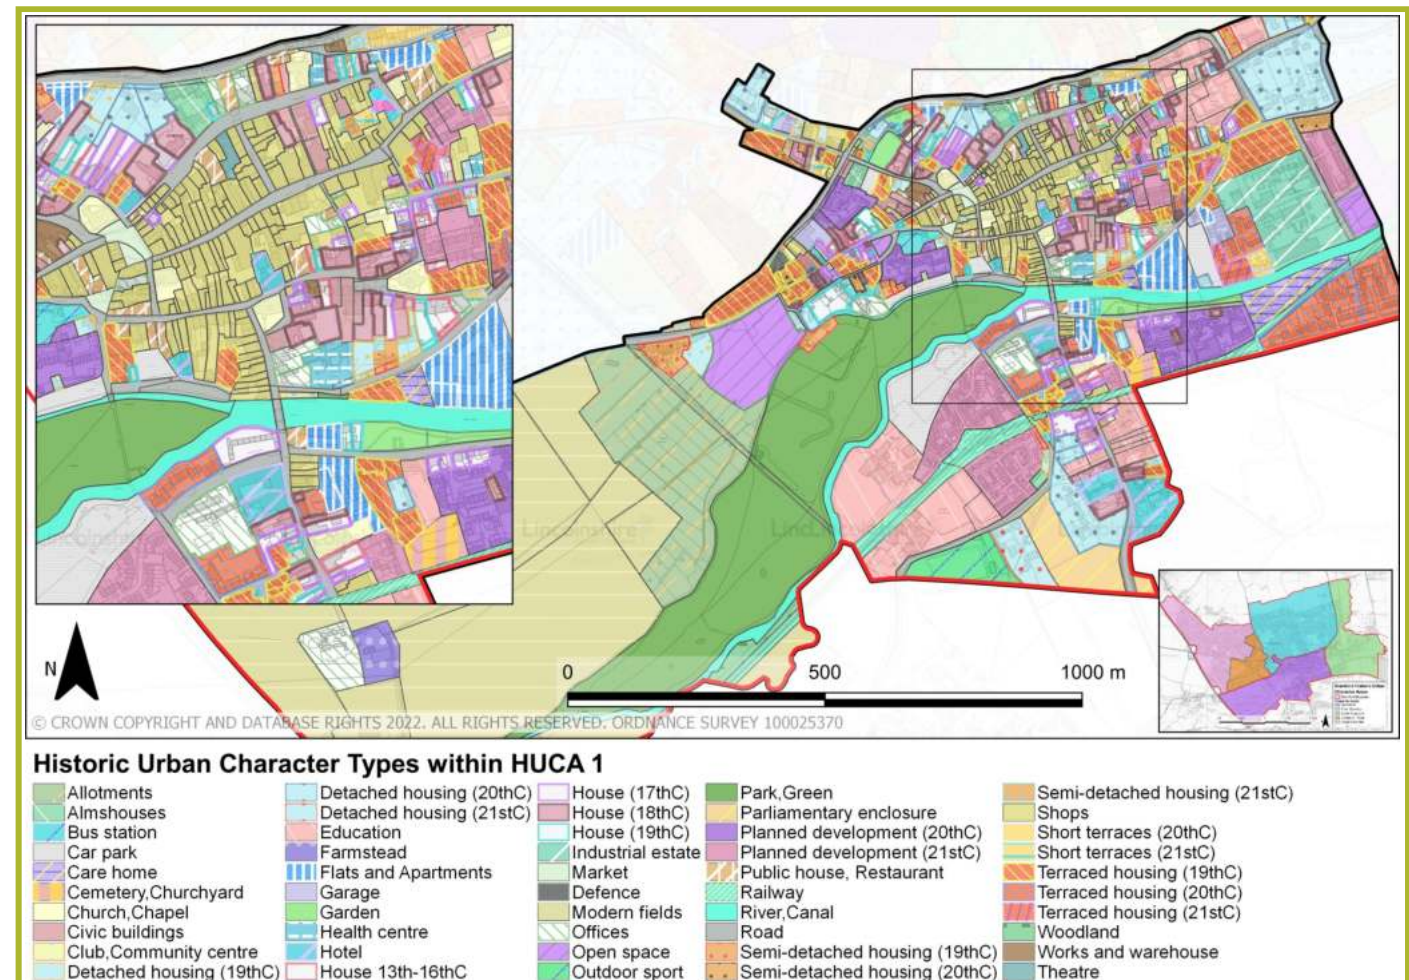 N
0 500 1000 m
© CROWN COPYRIGHT AND DATABASE RIGHTS 2022. ALL RIGHTS RESERVED. ORDNANCE SURVEY 100025370
Historic Urban Character Types within HUCA 1
Allotments
Almshouses
Bus station
Car park
Care home
Cemetery,Churchyard
Church,Chapel
Civic buildings
Club,Community centre
Detached housing (19thC)
Detached housing (20thC)
Detached housing (21stC)
Education
Farmstead
Flats and Apartments
Garage
Garden
Health centre
Hotel
House 13th-16thC
House (17thC)
House (18thC)
House (19thC)
Industrial estate
Market
Defence
Modern fields
Offices
Open space
Outdoor sport
Park,Green
Parliamentary enclosure
Planned development (20thC)
Planned development (21stC)
Public house, Restaurant
Railway
River,Canal
Road
Semi-detached housing (19thC)
Semi-detached housing (20thC)
Semi-detached housing (21stC)
Shops
Short terraces (20thC)
Short terraces (21stC)
Terraced housing (19thC)
Terraced housing (20thC)
Terraced housing (21stC)
Woodland
Works and warehouse
Theatre